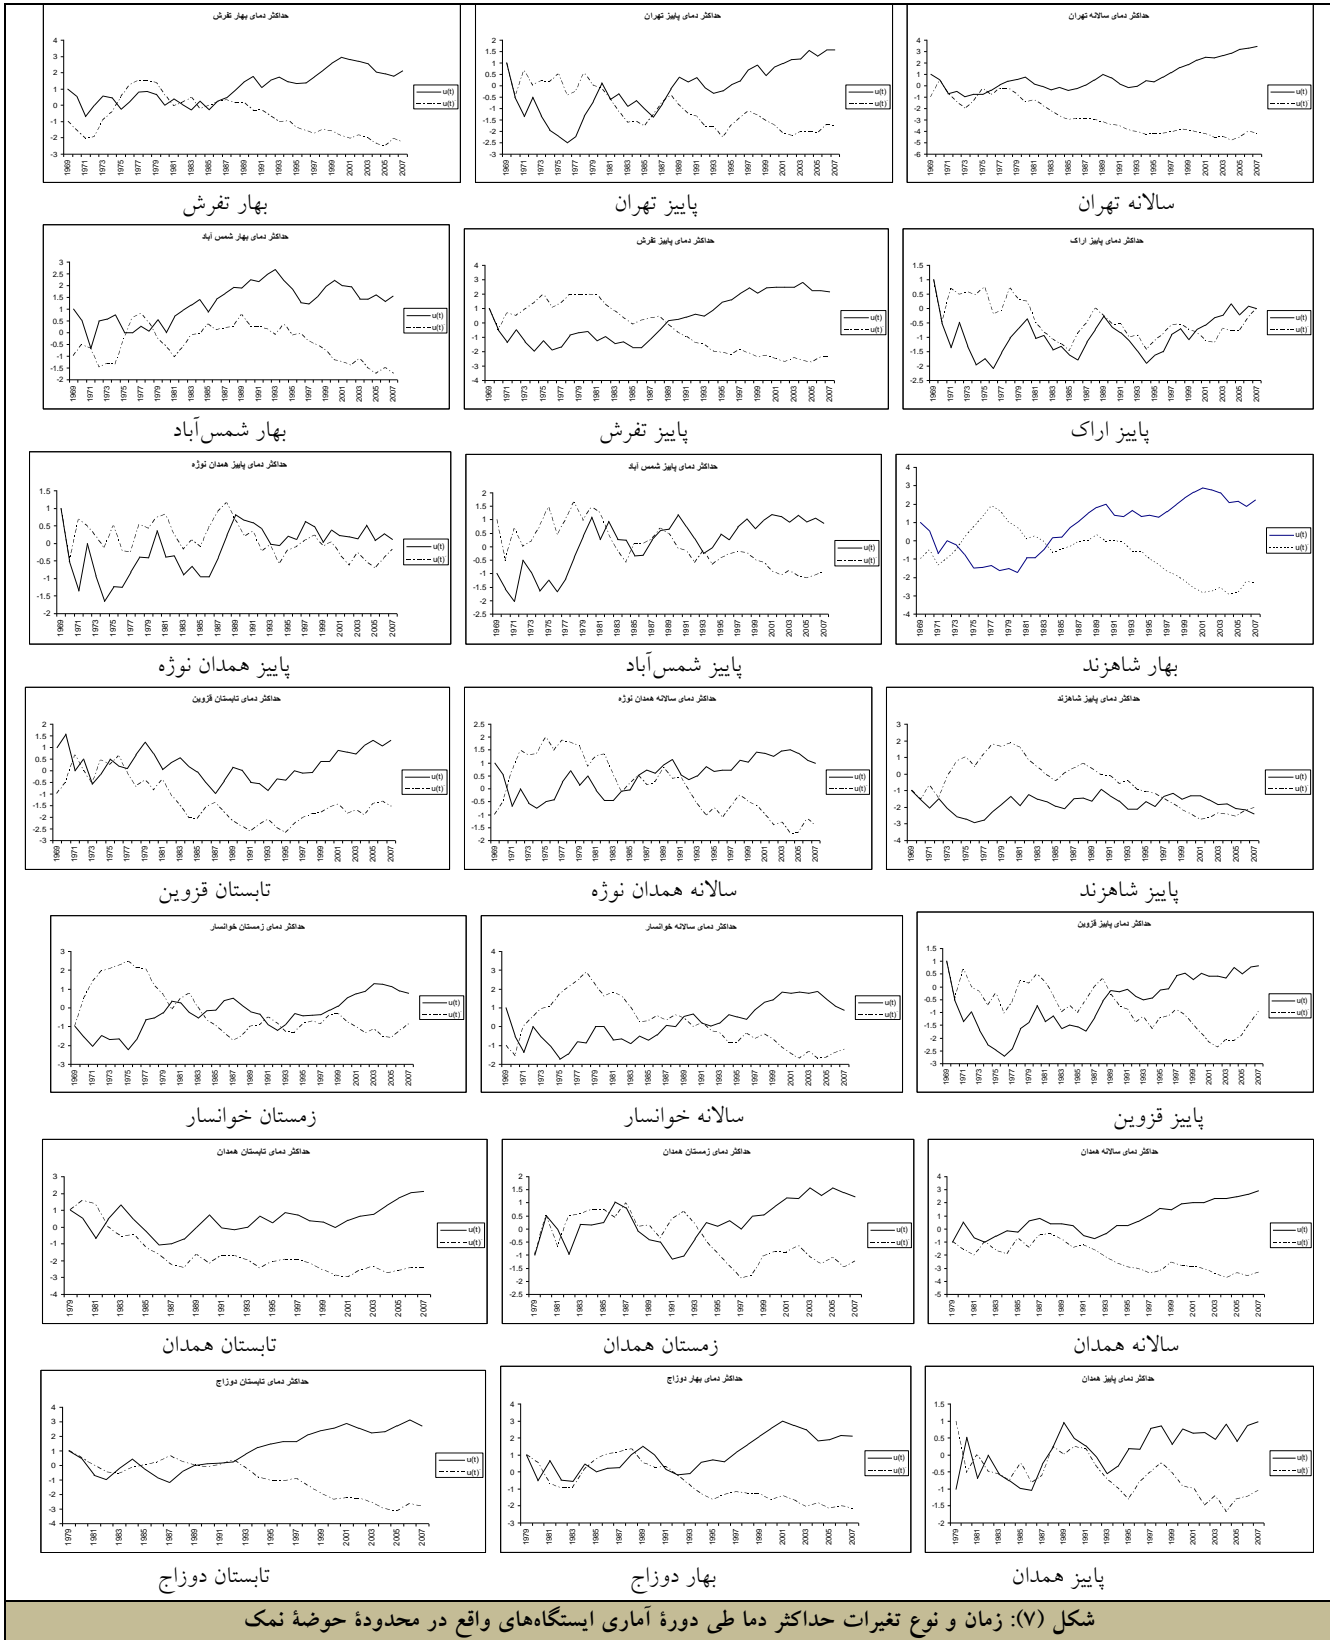 حداکثر دمای بهار تفرش
u(t)
u(t)
بهار تفرش
حداکثر دمای پاییز تهران
u(t)
u(t)
پاییز تهران
حداکثر دمای سالانه تهران
u(t)
u(t)
سالانه تهران
حداکثر دمای بهار شمس آباد
u(t)
u(t)
بهار شمس‌آباد
حداکثر دمای پاییز تفرش
u(t)
u(t)
پاییز تفرش
حداکثر دمای پاییز اراک
u(t)
u(t)
پاییز اراک
حداکثر دمای پاییز همدان نوژه
u(t)
u(t)
پاییز همدان نوژه
حداکثر دمای پاییز شمس آباد
u(t)
u(t)
پاییز شمس‌آباد
u(t)
u(t)
بهار شاهزند
حداکثر دمای تابستان قزوین
u(t)
u(t)
تابستان قزوین
حداکثر دمای سالانه همدان نوژه
u(t)
u(t)
سالانه همدان نوژه
حداکثر دمای پاییز شاهزند
u(t)
u(t)
پاییز شاهزند
حداکثر دمای زمستان خوانسار
u(t)
u(t)
زمستان خوانسار
حداکثر دمای سالانه خوانسار
u(t)
u(t)
سالانه خوانسار
حداکثر دمای پاییز قزوین
u(t)
u(t)
پاییز قزوین
حداکثر دمای تابستان همدان
u(t)
u(t)
تابستان همدان
حداکثر دمای زمستان همدان
u(t)
u(t)
زمستان همدان
حداکثر دمای سالانه همدان
u(t)
u(t)
سالانه همدان
حداکثر دمای تابستان دوزاج
u(t)
u(t)
تابستان دوزاج
حداکثر دمای بهار دوزاج
u(t)
u(t)
بهار دوزاج
حداکثر دمای پاییز همدان
u(t)
u(t)
پاییز همدان
شکل (۷): زمان و نوع تغیرات حداکثر دما طی دورهٔ آماری ایستگاه‌های واقع در محدودهٔ حوضهٔ نمک